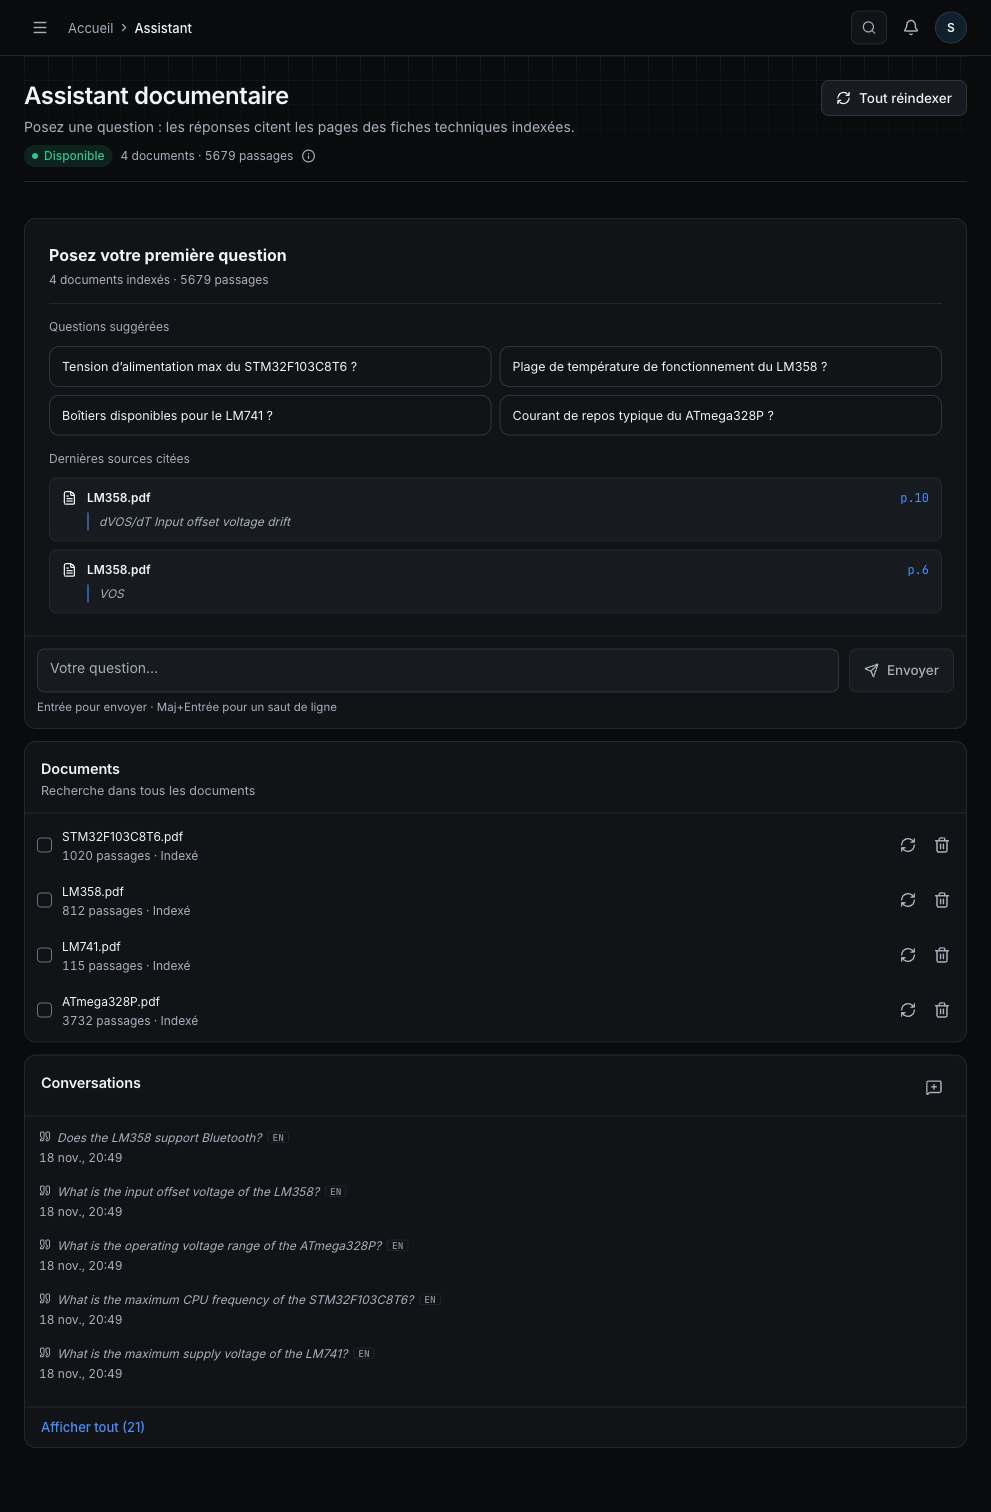 Accueil > Assistant
S
Assistant documentaire
Tout réindexer
Posez une question : les réponses citent les pages des fiches techniques indexées.
Disponible 4 documents · 5679 passages
Posez votre première question
4 documents indexés · 5679 passages
Questions suggérées
Tension d’alimentation max du STM32F103C8T6 ?
Plage de température de fonctionnement du LM358 ?
Boîtiers disponibles pour le LM741 ?
Courant de repos typique du ATmega328P ?
Dernières sources citées
LM358.pdf p.10
dVOS/dT Input offset voltage drift
LM358.pdf p.6
VOS
Votre question...
Envoyer
Entrée pour envoyer · Maj+Entrée pour un saut de ligne
Documents
Recherche dans tous les documents
STM32F103C8T6.pdf
1020 passages · Indexé
LM358.pdf
812 passages · Indexé
LM741.pdf
115 passages · Indexé
ATmega328P.pdf
3732 passages · Indexé
Conversations
Does the LM358 support Bluetooth? EN
18 nov., 20:49
What is the input offset voltage of the LM358? EN
18 nov., 20:49
What is the operating voltage range of the ATmega328P? EN
18 nov., 20:49
What is the maximum CPU frequency of the STM32F103C8T6? EN
18 nov., 20:49
What is the maximum supply voltage of the LM741? EN
18 nov., 20:49
Afficher tout (21)